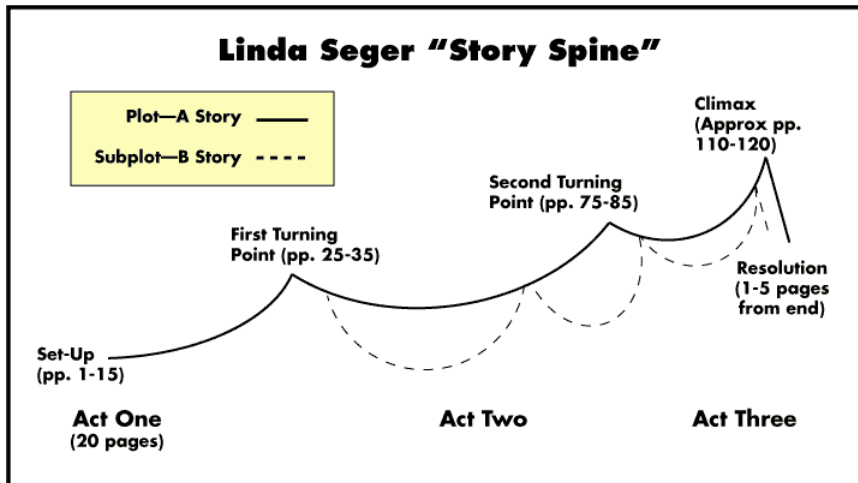 Linda Seger “Story Spine”
Plot—A Story
Subplot—B Story
Climax
(Approx pp.
110-120)
Second Turning
Point (pp. 75-85)
First Turning
Point (pp. 25-35)
Resolution
(1-5 pages
from end)
Set-Up
(pp. 1-15)
Act One
(20 pages)
Act Two
Act Three